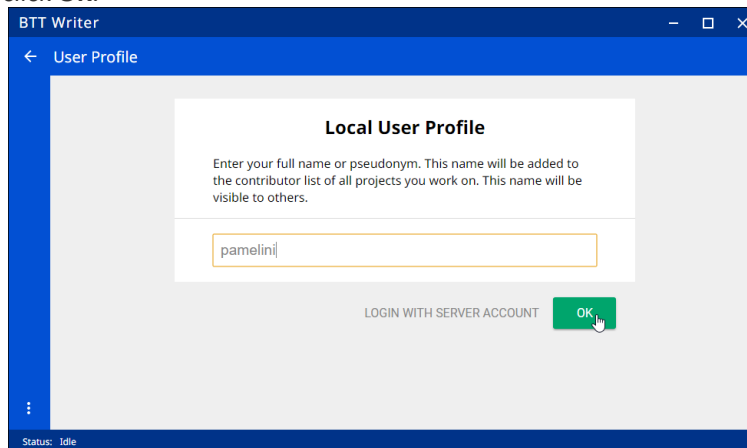 BTT Writer
User Profile
Local User Profile
Enter your full name or pseudonym. This name will be added to
the contributor list of all projects you work on. This name will be
visible to others.
pamelini
LOGIN WITH SERVER ACCOUNT
OK
Status: Idle